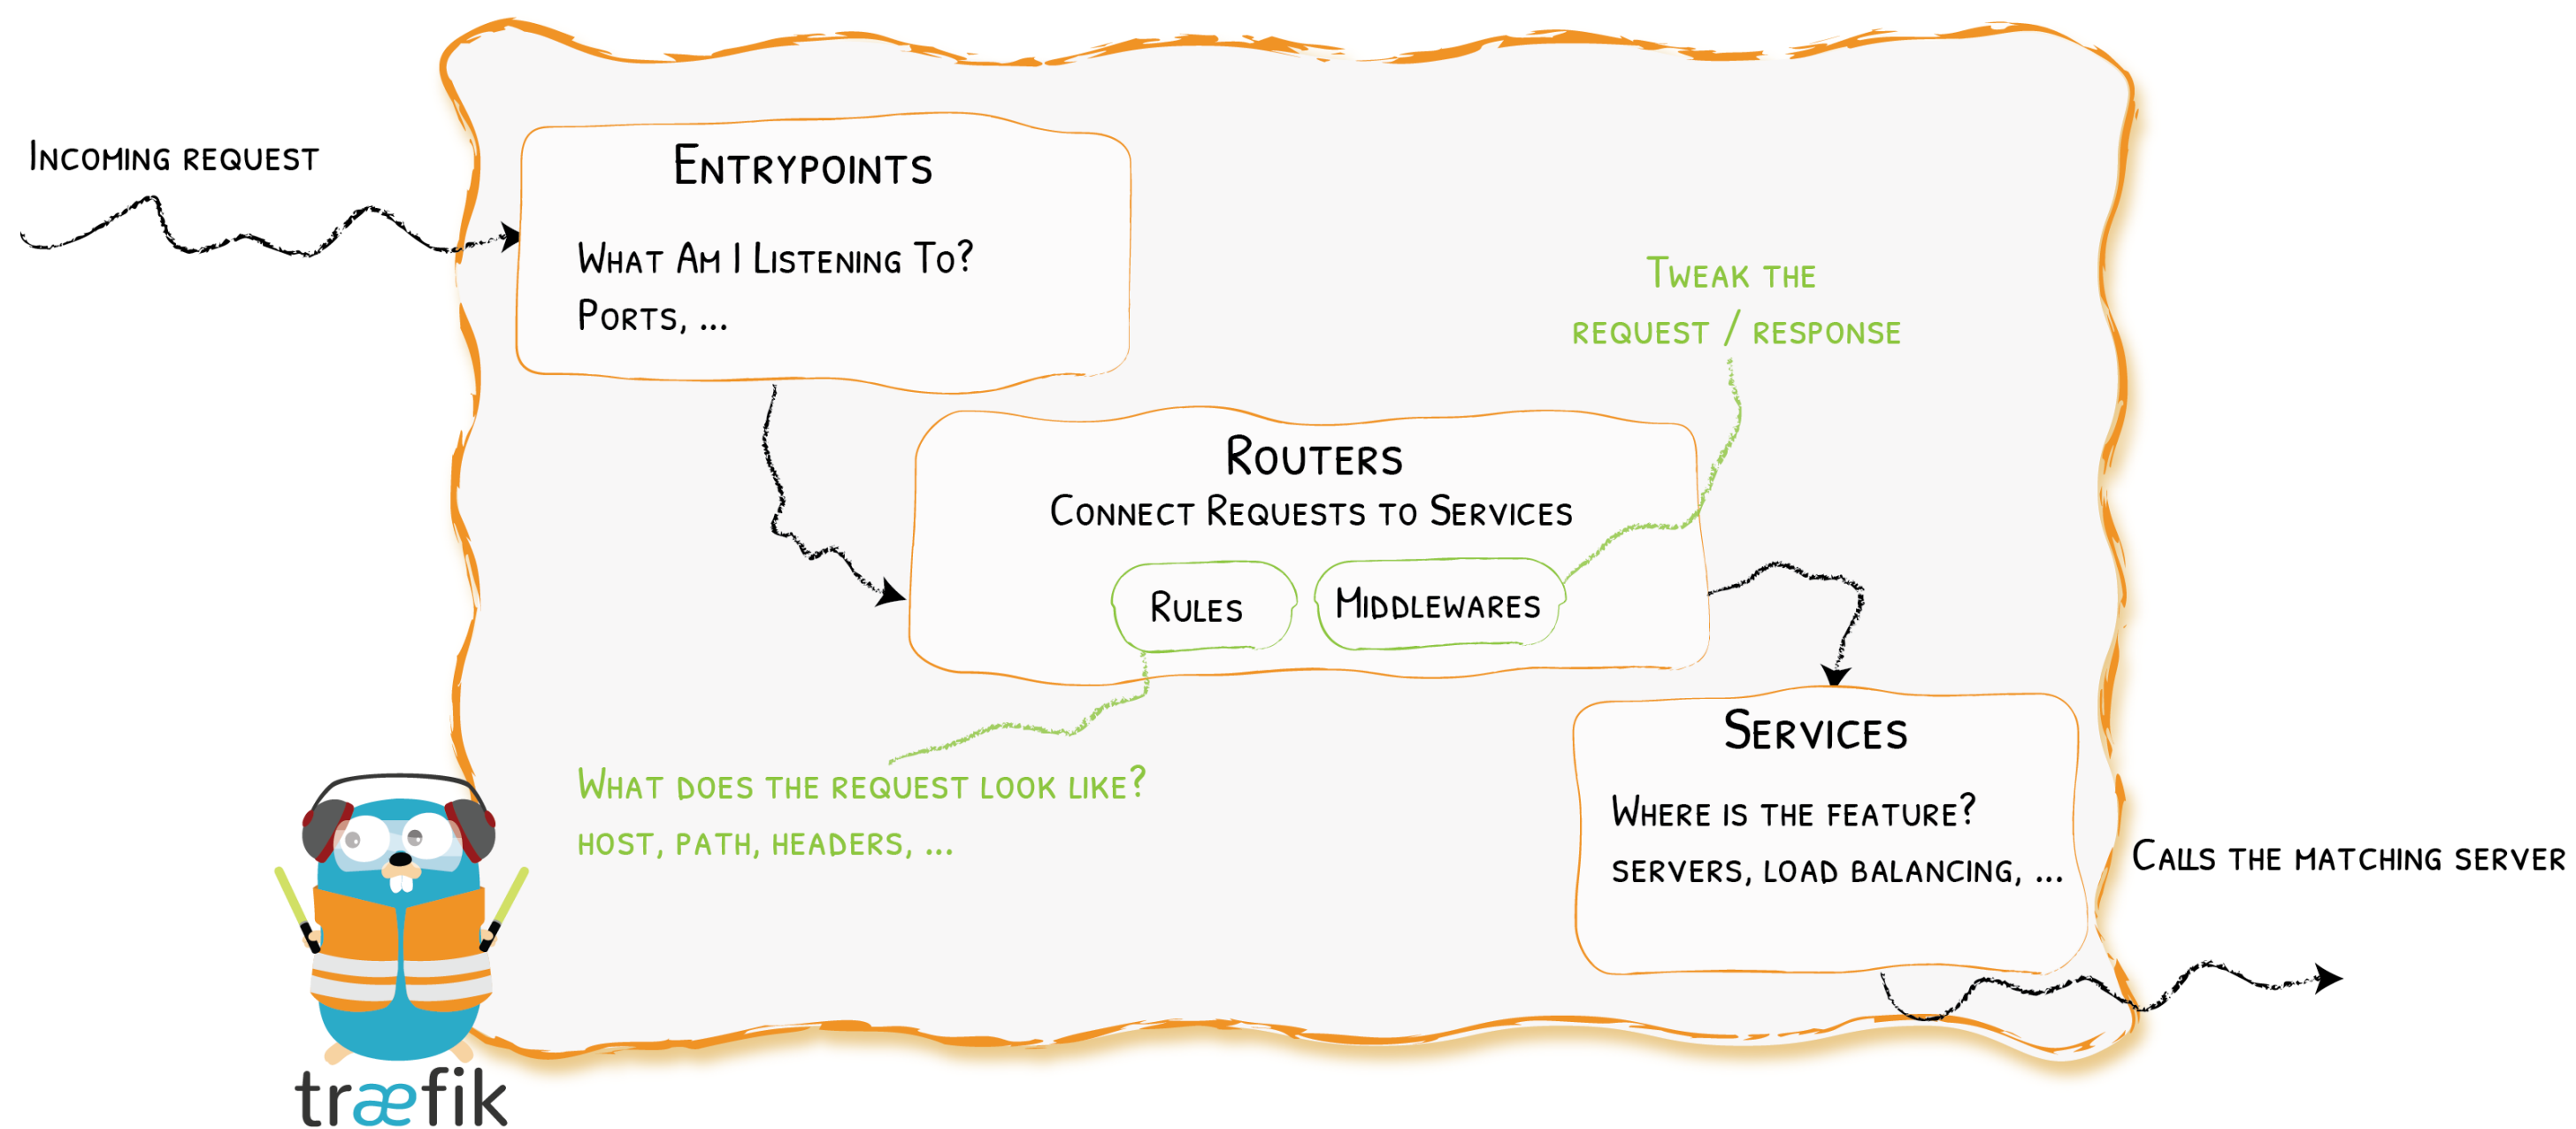 Incoming request
Entrypoints
What Am I Listening To?
Ports, ...
Tweak the
request / response
Routers
Connect Requests to Services
Rules
Middlewares
What does the request look like?
host, path, headers, ...
Services
Where is the feature?
servers, load balancing, ...
Calls the matching server
træfik